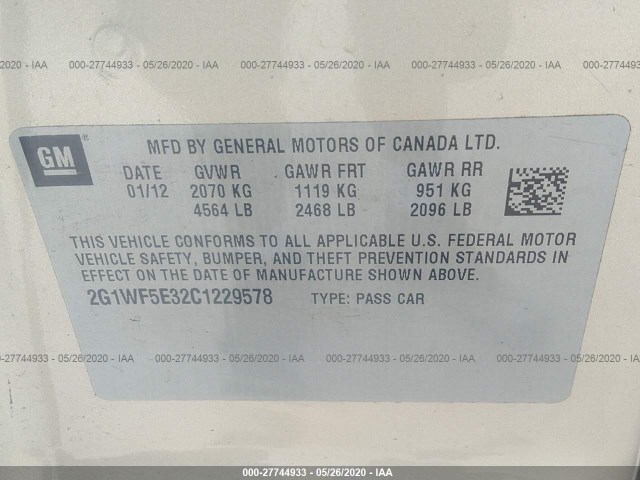 000-27744933 - 05/26/2020 - IAA
GM ®
MFD BY GENERAL MOTORS OF CANADA LTD.
DATE GVWR GAWR FRT GAWR RR
01/12 2070 KG 1119 KG 951 KG
4564 LB 2468 LB 2096 LB
THIS VEHICLE CONFORMS TO ALL APPLICABLE U.S. FEDERAL MOTOR
VEHICLE SAFETY, BUMPER, AND THEFT PREVENTION STANDARDS IN
EFFECT ON THE DATE OF MANUFACTURE SHOWN ABOVE.
2G1WF5E32C1229578 TYPE: PASS CAR
000-27744933 - 05/26/2020 - IAA
000-27744933 - 05/26/2020 - IAA